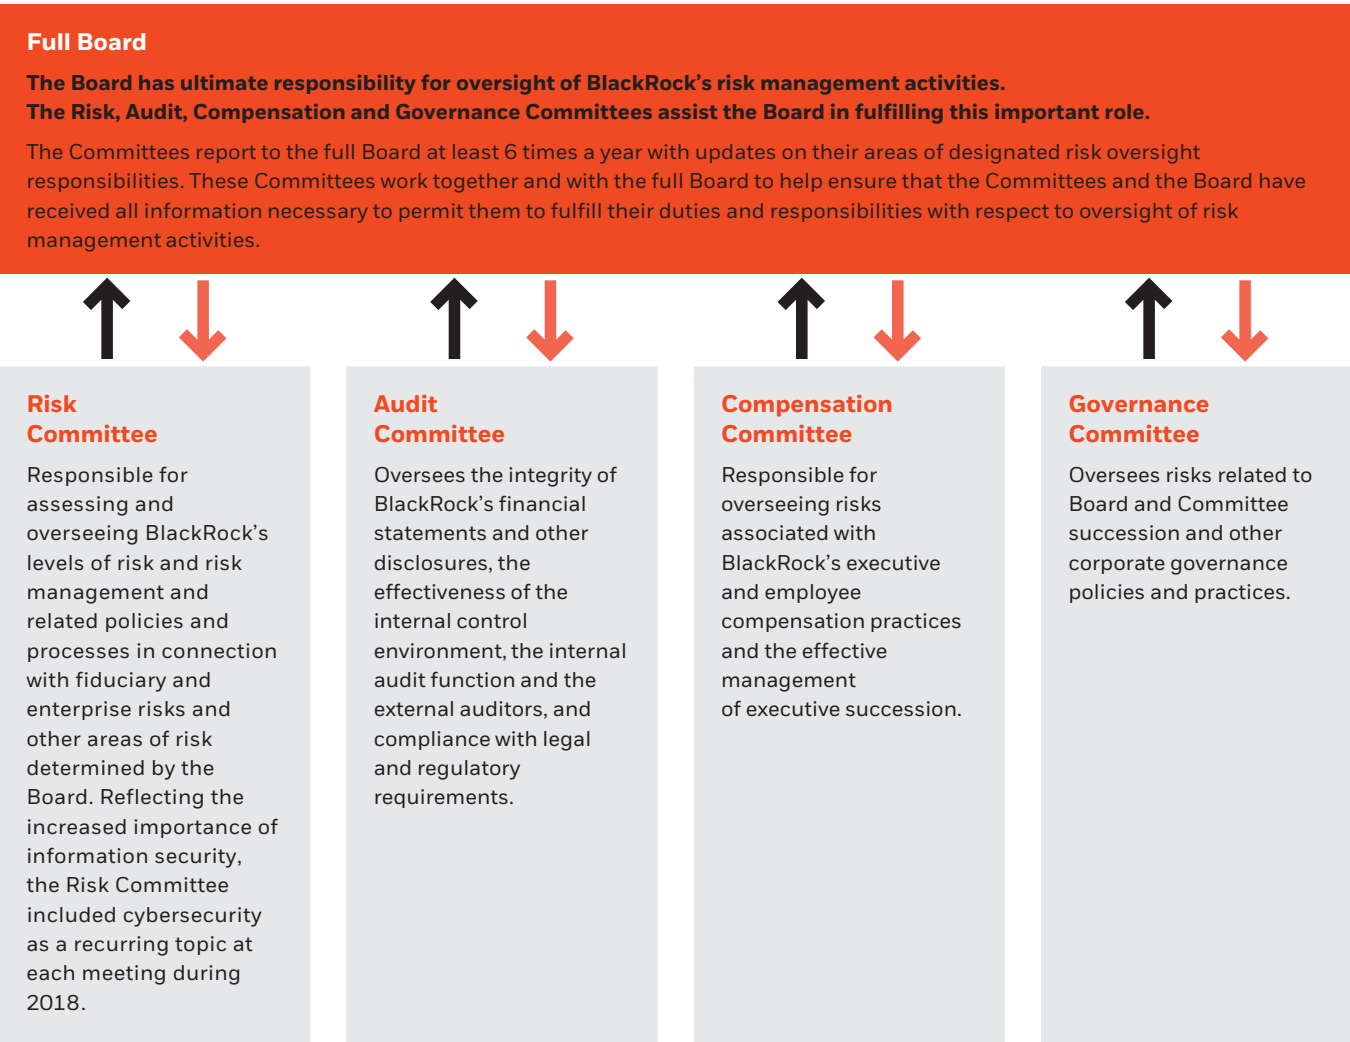 Full Board
The Board has ultimate responsibility for oversight of BlackRock’s risk management activities.
The Risk, Audit, Compensation and Governance Committees assist the Board in fulfilling this important role.
The Committees report to the full Board at least 6 times a year with updates on their areas of designated risk oversight
responsibilities. These Committees work together and with the full Board to help ensure that the Committees and the Board have
received all information necessary to permit them to fulfill their duties and responsibilities with respect to oversight of risk
management activities.
Risk
Committee
Responsible for
assessing and
overseeing BlackRock’s
levels of risk and risk
management and
related policies and
processes in connection
with fiduciary and
enterprise risks and
other areas of risk
determined by the
Board. Reflecting the
increased importance of
information security,
the Risk Committee
included cybersecurity
as a recurring topic at
each meeting during
2018.
Audit
Committee
Oversees the integrity of
BlackRock’s financial
statements and other
disclosures, the
effectiveness of the
internal control
environment, the internal
audit function and the
external auditors, and
compliance with legal
and regulatory
requirements.
Compensation
Committee
Responsible for
overseeing risks
associated with
BlackRock’s executive
and employee
compensation practices
and the effective
management
of executive succession.
Governance
Committee
Oversees risks related to
Board and Committee
succession and other
corporate governance
policies and practices.